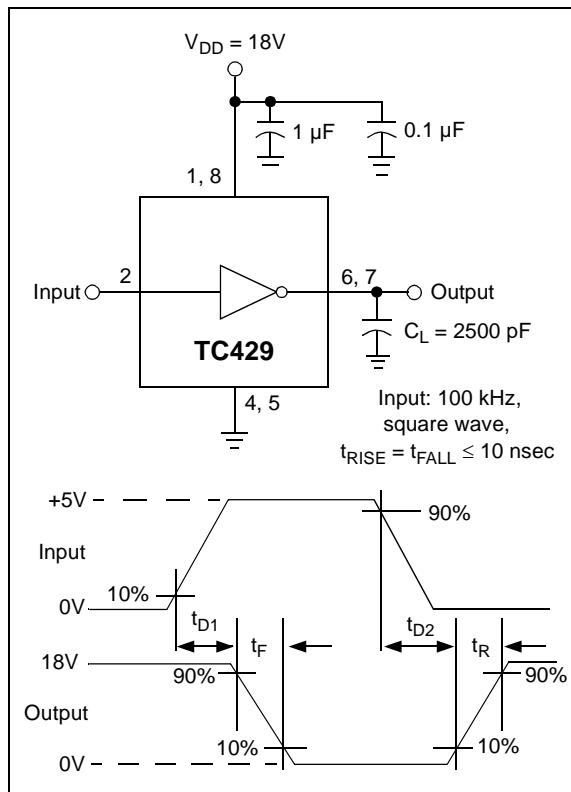 V_DD = 18V
1 µF
0.1 µF
1, 8
Input
2
6, 7
Output
TC429
C_L = 2500 pF
4, 5
Input: 100 kHz,
square wave,
t_RISE = t_FALL ≤ 10 nsec
+5V
90%
Input
10%
0V
t_D1
t_F
t_D2
t_R
18V
90%
90%
Output
10%
10%
0V